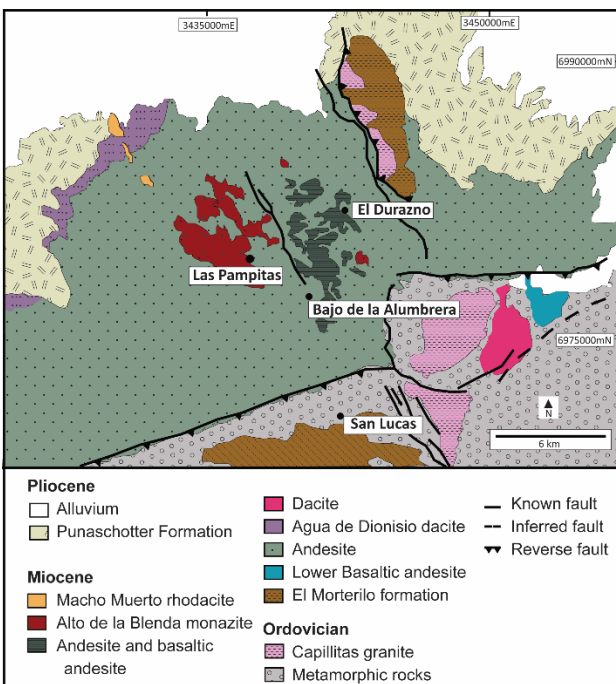 3435000mE
3450000mE
6990000mN
El Durazno
Las Pampitas
Bajo de la Alumbrera
6975000mN
San Lucas
N
6 km
Pliocene
Alluvium
Punaschotter Formation
Miocene
Macho Muerto rhodacite
Alto de la Blenda monazite
Andesite and basaltic
andesite
Dacite
Agua de Dionisio dacite
Andesite
Lower Basaltic andesite
El Morterilo formation
Ordovician
Capillitas granite
Metamorphic rocks
Known fault
Inferred fault
Reverse fault